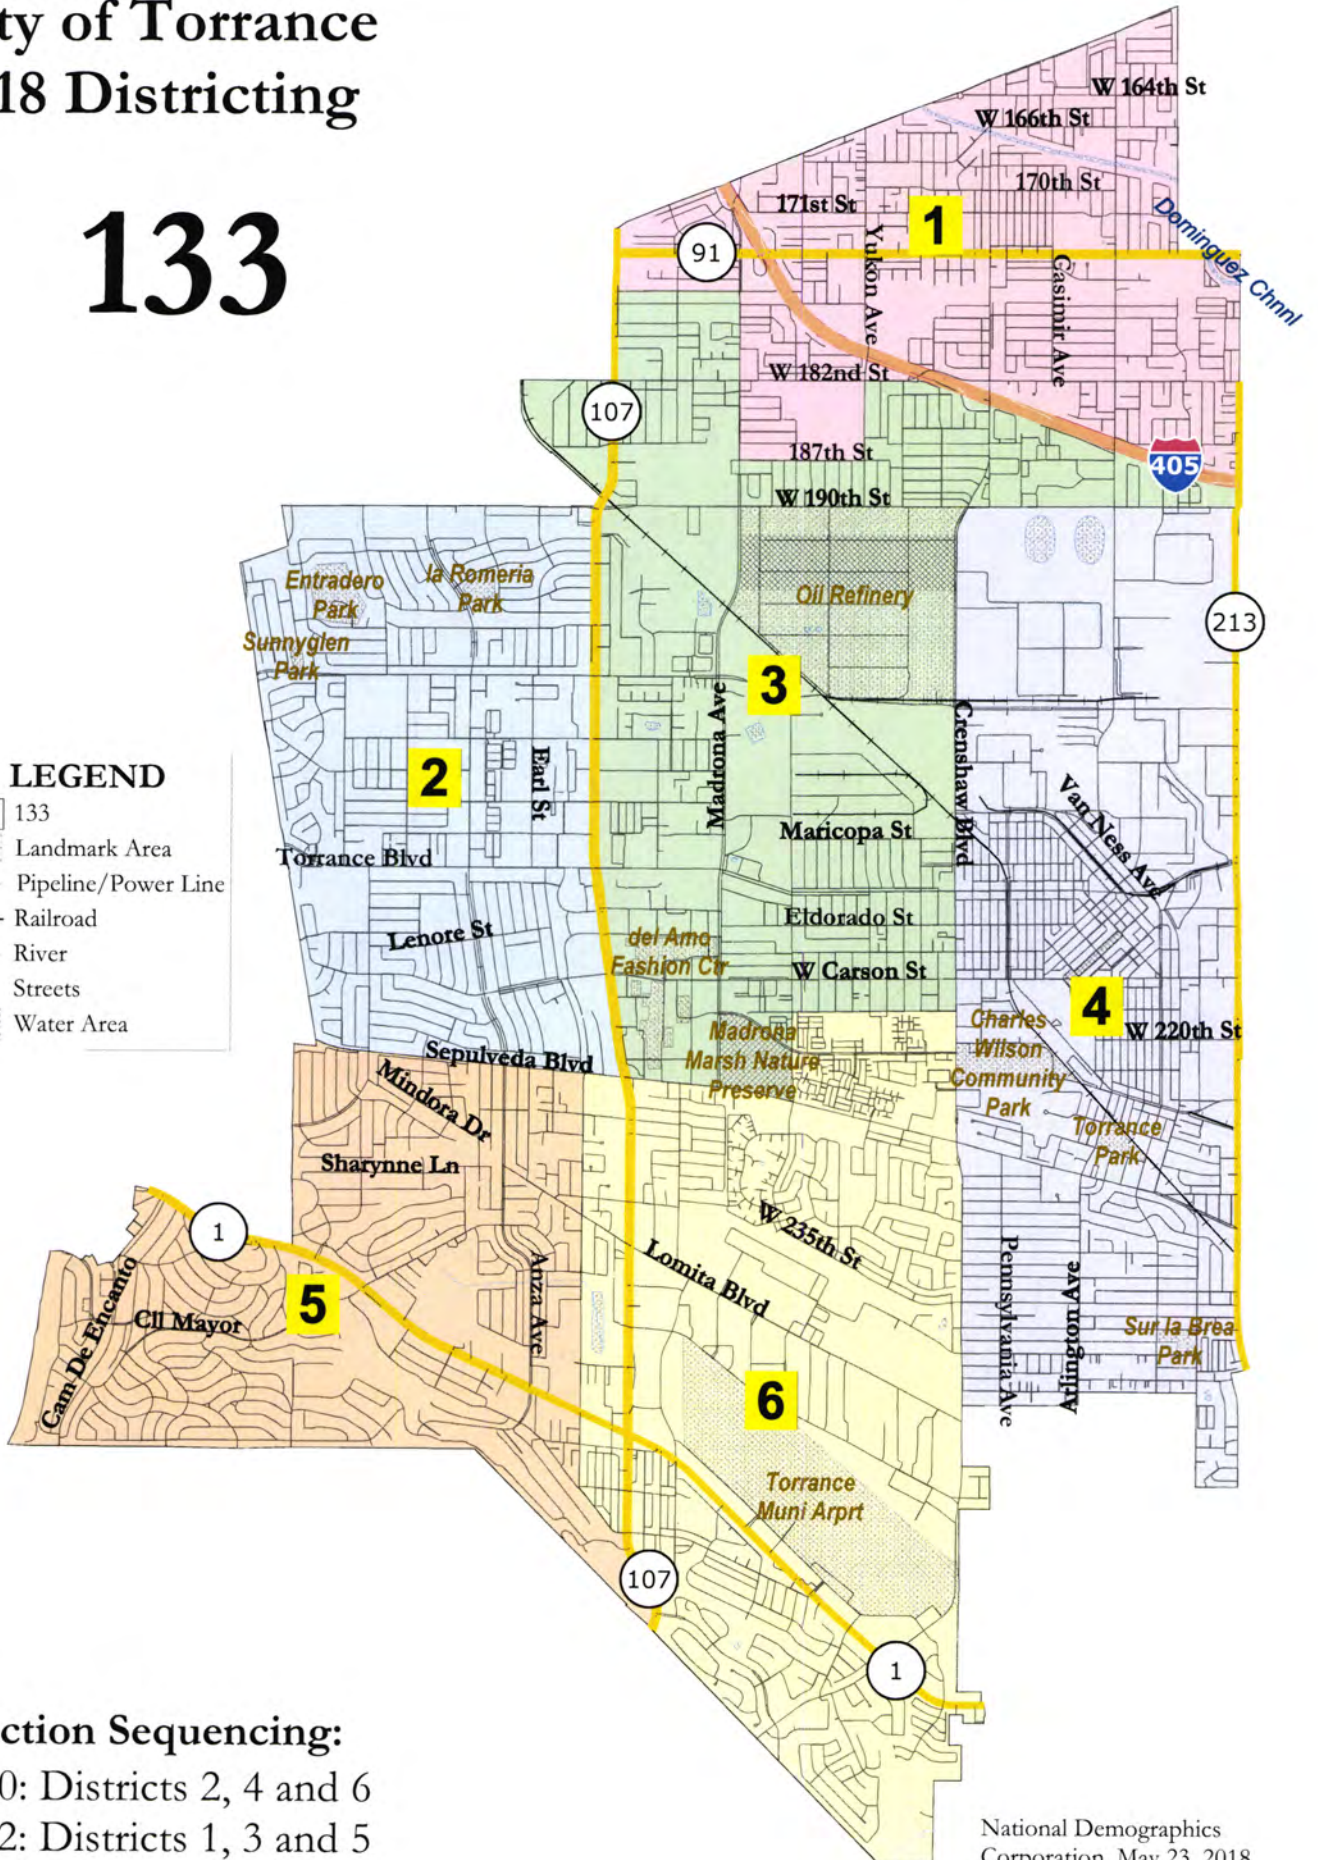 ty of Torrance
18 Districting
133
W 164th St
W 166th St
170th St
171st St
1
Dominguez Chnnl
91
Yukon Ave
Casimir Ave
W 182nd St
107
187th St
405
W 190th St
Entradero
Park
la Romeria
Park
Oil Refinery
213
Sunnyglen
Park
3
Madrona Ave
Crenshaw Blvd
2
Earl St
LEGEND
133
Landmark Area
Pipeline/Power Line
Railroad
River
Streets
Water Area
Van Ness Ave
Maricopa St
Torrance Blvd
Eldorado St
Lenore St
del Amo
Fashion Ctr
W Carson St
4
W 220th St
Charles
Wilson
Community
Park
Madrona
Marsh Nature
Preserve
Sepulveda Blvd
Mindora Dr
Torrance
Park
Sharynne Ln
1
W 235th St
Lomita Blvd
Anza Ave
Pennsylvania Ave
Arlington Ave
5
Cll Mayor
Cam De Encanto
Sur la Brea
Park
6
Torrance
Muni Arprt
107
1
ction Sequencing:
0: Districts 2, 4 and 6
2: Districts 1, 3 and 5
National Demographics
Corporation, May 23, 2018